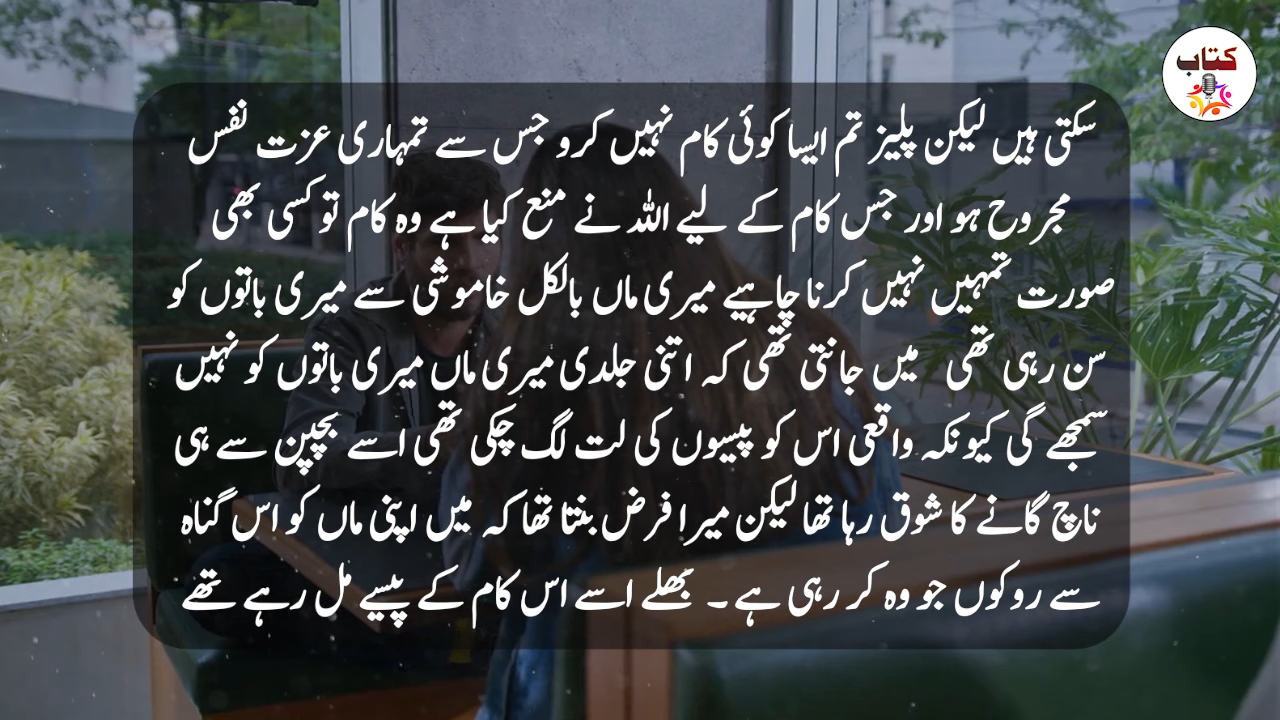 کتاب
سکتی ہیں لیکن پلیز تم ایسا کوئی کام نہیں کرو جس سے تمہاری عزت نفس
مجروح ہو اور جس کام کے لیے اللہ نے منع کیا ہے وہ کام تو کسی بھی
صورت تمہیں نہیں کرنا چاہیے میری ماں بالکل خاموشی سے میری باتوں کو
سن رہی تھی میں جانتی تھی کہ اتنی جلدی میری ماں میری باتوں کو نہیں
سمجھے گی کیونکہ واقعی اس کو پیسوں کی لت لگ چکی تھی اسے بچپن سے ہی
ناچ گانے کا شوق رہا تھا لیکن میرا فرض بنتا تھا کہ میں اپنی ماں کو اس گناہ
سے روکوں جو وہ کر رہی ہے ۔ بھلے اسے اس کام کے پیسے مل رہے تھے